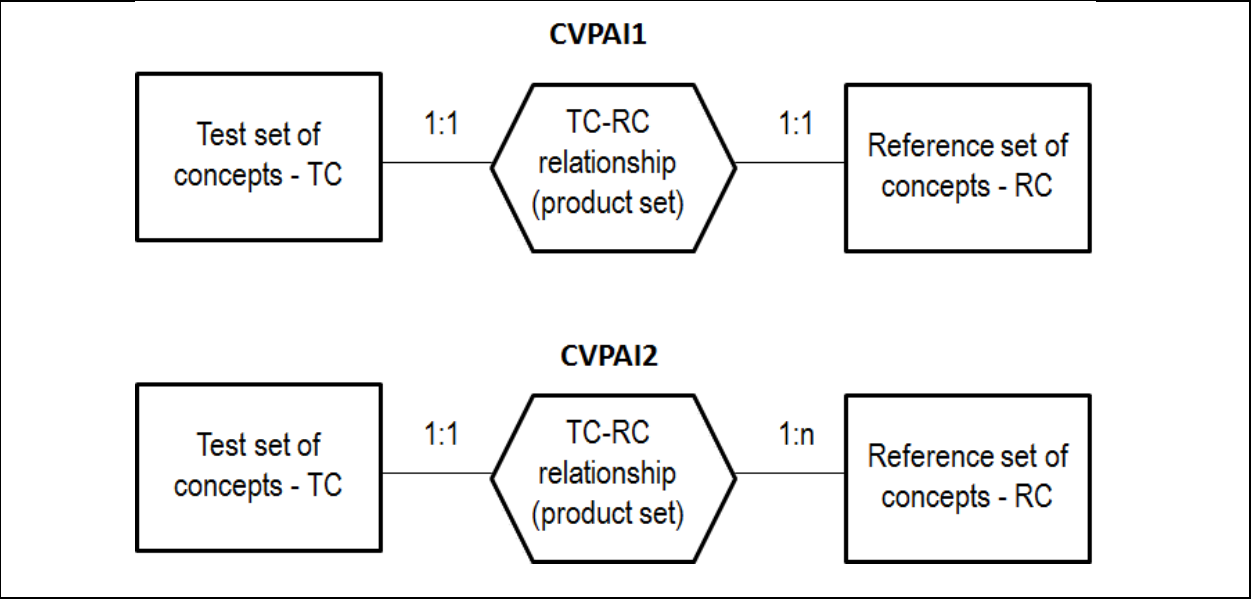 CVPAI1
Test set of
concepts - TC
1:1
TC-RC
relationship
(product set)
1:1
Reference set of
concepts - RC
CVPAI2
Test set of
concepts - TC
1:1
TC-RC
relationship
(product set)
1:n
Reference set of
concepts - RC